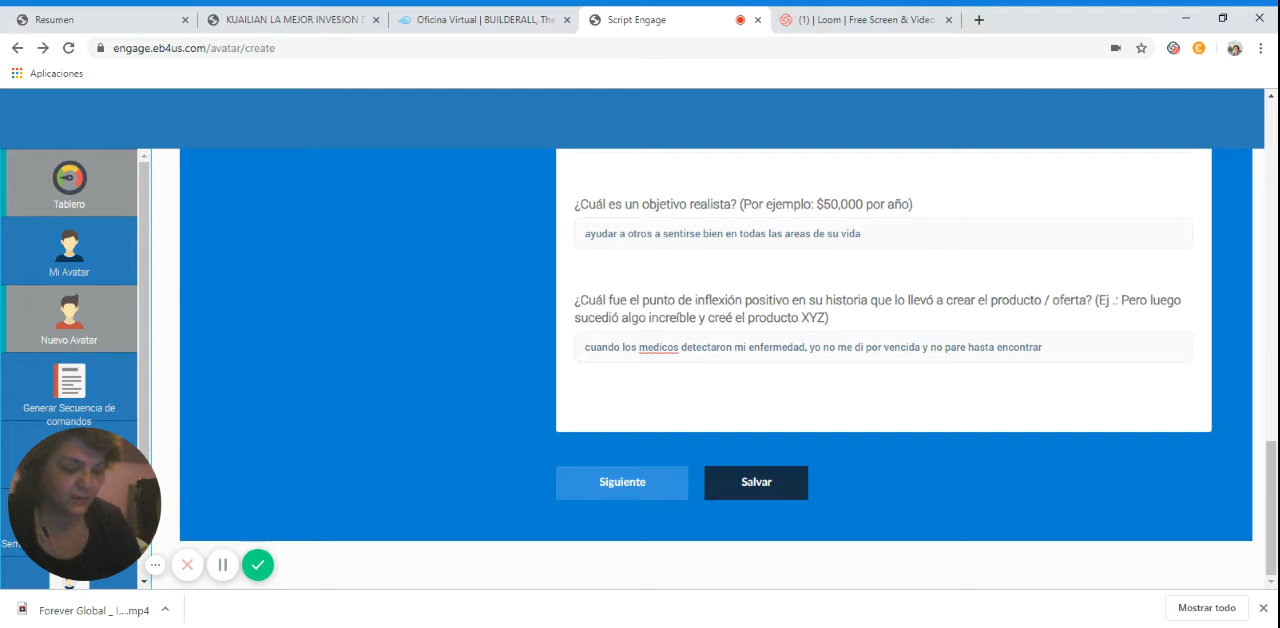 Resumen
KUAILIAN LA MEJOR INVESION
Oficina Virtual | BUILDERALL, The
Script Engage
(1) | Loom | Free Screen & Video
engage.eb4us.com/avatar/create
Aplicaciones
Tablero
Mi Avatar
Nuevo Avatar
Generar Secuencia de
comandos
¿Cuál es un objetivo realista? (Por ejemplo: $50,000 por año)
ayudar a otros a sentirse bien en todas las areas de su vida
¿Cuál fue el punto de inflexión positivo en su historia que lo llevó a crear el producto / oferta? (Ej .: Pero luego
sucedió algo increíble y creé el producto XYZ)
cuando los medicos detectaron mi enfermedad, yo no me di por vencida y no pare hasta encontrar
Siguiente
Salvar
Forever Global _ I....mp4
Mostrar todo